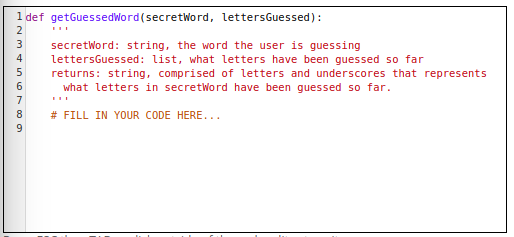 1 def getGuessedWord(secretWord, lettersGuessed):
2     '''
3     secretWord: string, the word the user is guessing
4     lettersGuessed: list, what letters have been guessed so far
5     returns: string, comprised of letters and underscores that represents
6       what letters in secretWord have been guessed so far.
7     '''
8     # FILL IN YOUR CODE HERE...
9